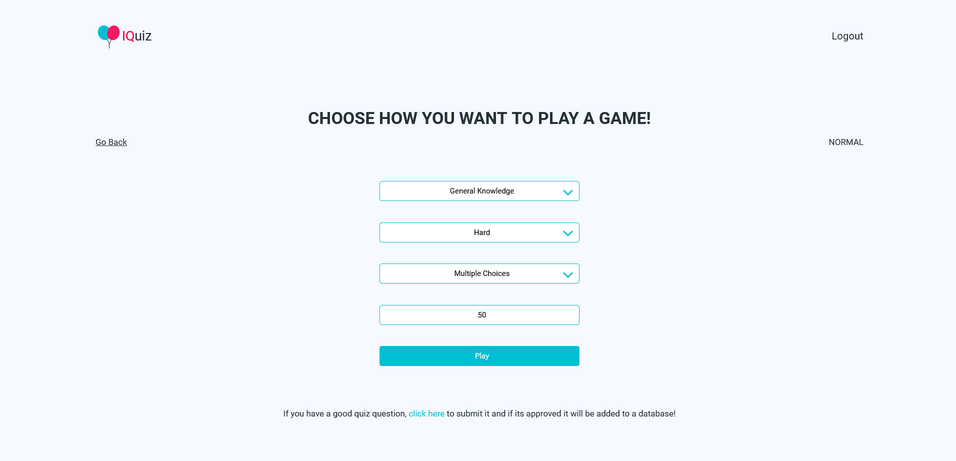 IQuiz
Logout
CHOOSE HOW YOU WANT TO PLAY A GAME!
Go Back
NORMAL
General Knowledge
Hard
Multiple Choices
50
Play
If you have a good quiz question, click here to submit it and if its approved it will be added to a database!